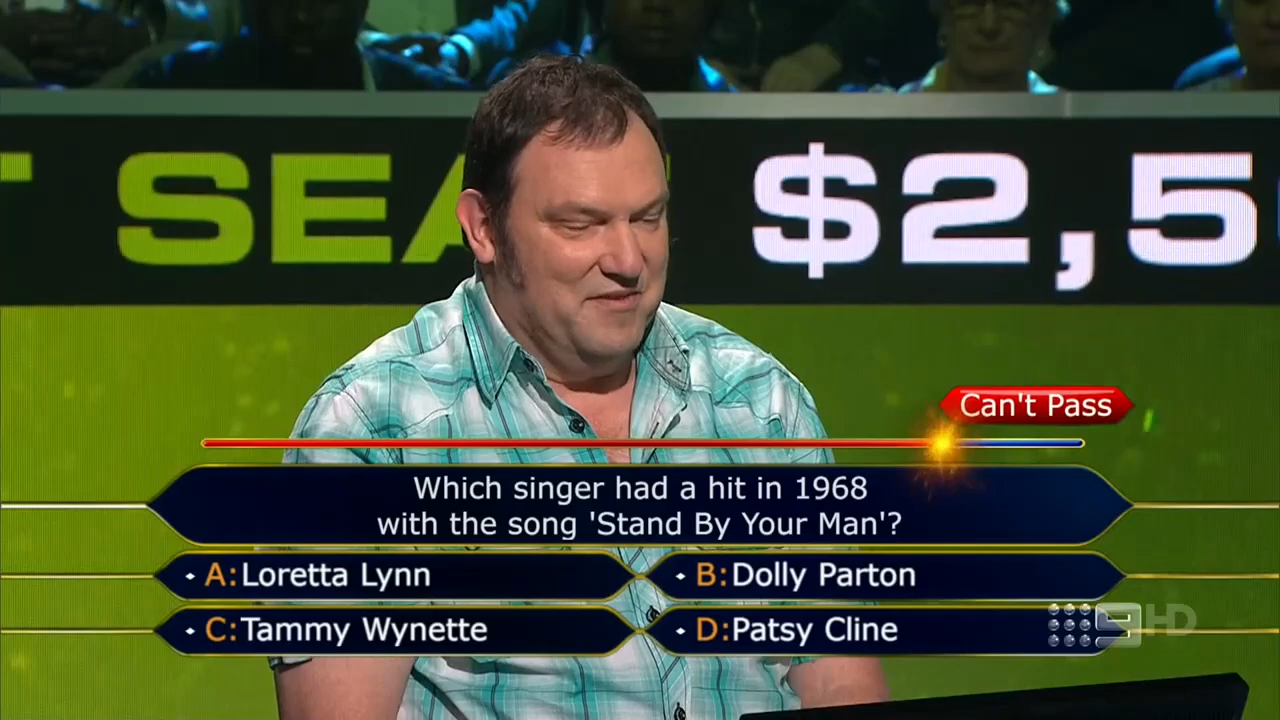 SEA $2,5
Can't Pass
Which singer had a hit in 1968
with the song 'Stand By Your Man'?
A: Loretta Lynn
B: Dolly Parton
C: Tammy Wynette
D: Patsy Cline
9HD